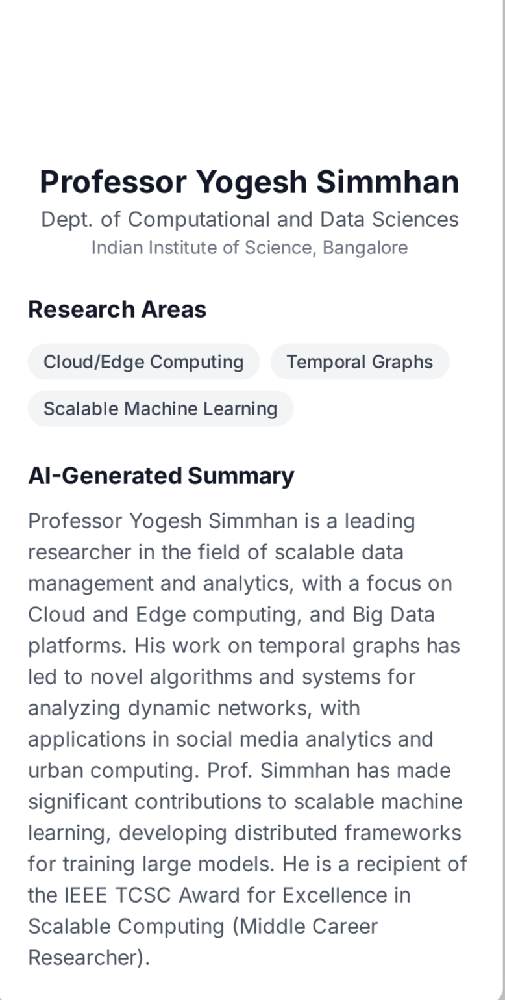 Professor Yogesh Simmhan
Dept. of Computational and Data Sciences
Indian Institute of Science, Bangalore
Research Areas
Cloud/Edge Computing
Temporal Graphs
Scalable Machine Learning
AI-Generated Summary
Professor Yogesh Simmhan is a leading
researcher in the field of scalable data
management and analytics, with a focus on
Cloud and Edge computing, and Big Data
platforms. His work on temporal graphs has
led to novel algorithms and systems for
analyzing dynamic networks, with
applications in social media analytics and
urban computing. Prof. Simmhan has made
significant contributions to scalable machine
learning, developing distributed frameworks
for training large models. He is a recipient of
the IEEE TCSC Award for Excellence in
Scalable Computing (Middle Career
Researcher).